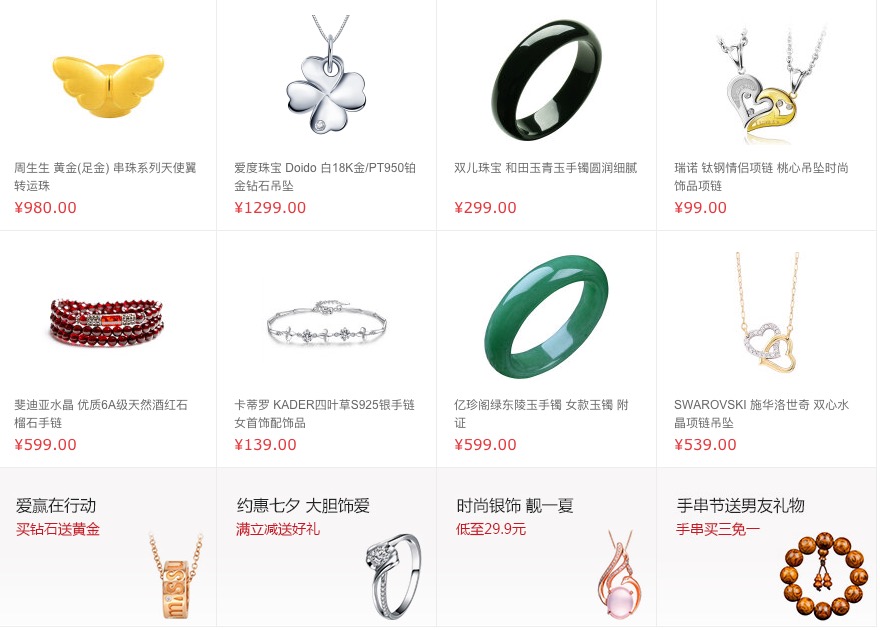 周生生 黄金(足金) 串珠系列天使翼
转运珠
¥980.00
爱度珠宝 Doido 白18K金/PT950铂
金钻石吊坠
¥1299.00
双儿珠宝 和田玉青玉手镯圆润细腻
¥299.00
瑞诺 钛钢情侣项链 桃心吊坠时尚
饰品项链
¥99.00
斐迪亚水晶 优质6A级天然酒红石
榴石手链
¥599.00
卡蒂罗 KADER四叶草S925银手链
女首饰配饰品
¥139.00
亿珍阁绿东陵玉手镯 女款玉镯 附
证
¥599.00
SWAROVSKI 施华洛世奇 双心水
晶项链吊坠
¥539.00
爱赢在行动
买钻石送黄金
miss
约惠七夕 大胆饰爱
满立减送好礼
时尚银饰 靓一夏
低至29.9元
手串节送男友礼物
手串买三免一